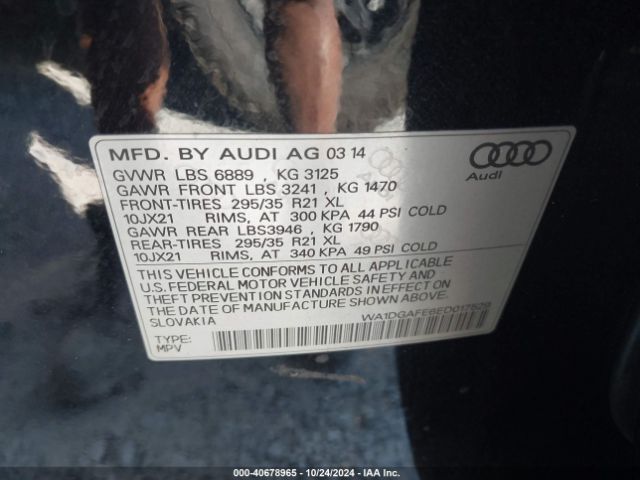 MFD. BY AUDI AG 03 14
GVWR LBS 6889 , KG 3125
GAWR FRONT LBS 3241 , KG 1470
FRONT-TIRES 295/35 R21 XL
10JX21 RIMS, AT 300 KPA 44 PSI COLD
GAWR REAR LBS3946 , KG 1790
REAR-TIRES 295/35 R21 XL
10JX21 RIMS, AT 340 KPA 49 PSI COLD
THIS VEHICLE CONFORMS TO ALL APPLICABLE
U.S. FEDERAL MOTOR VEHICLE SAFETY AND
THEFT PREVENTION STANDARDS IN EFFECT ON
THE DATE OF MANUFACTURE SHOWN ABOVE.
SLOVAKIA
WA1DGAFE6ED017529
TYPE:
MPV
Audi
000-40678965 - 10/24/2024 - IAA Inc.